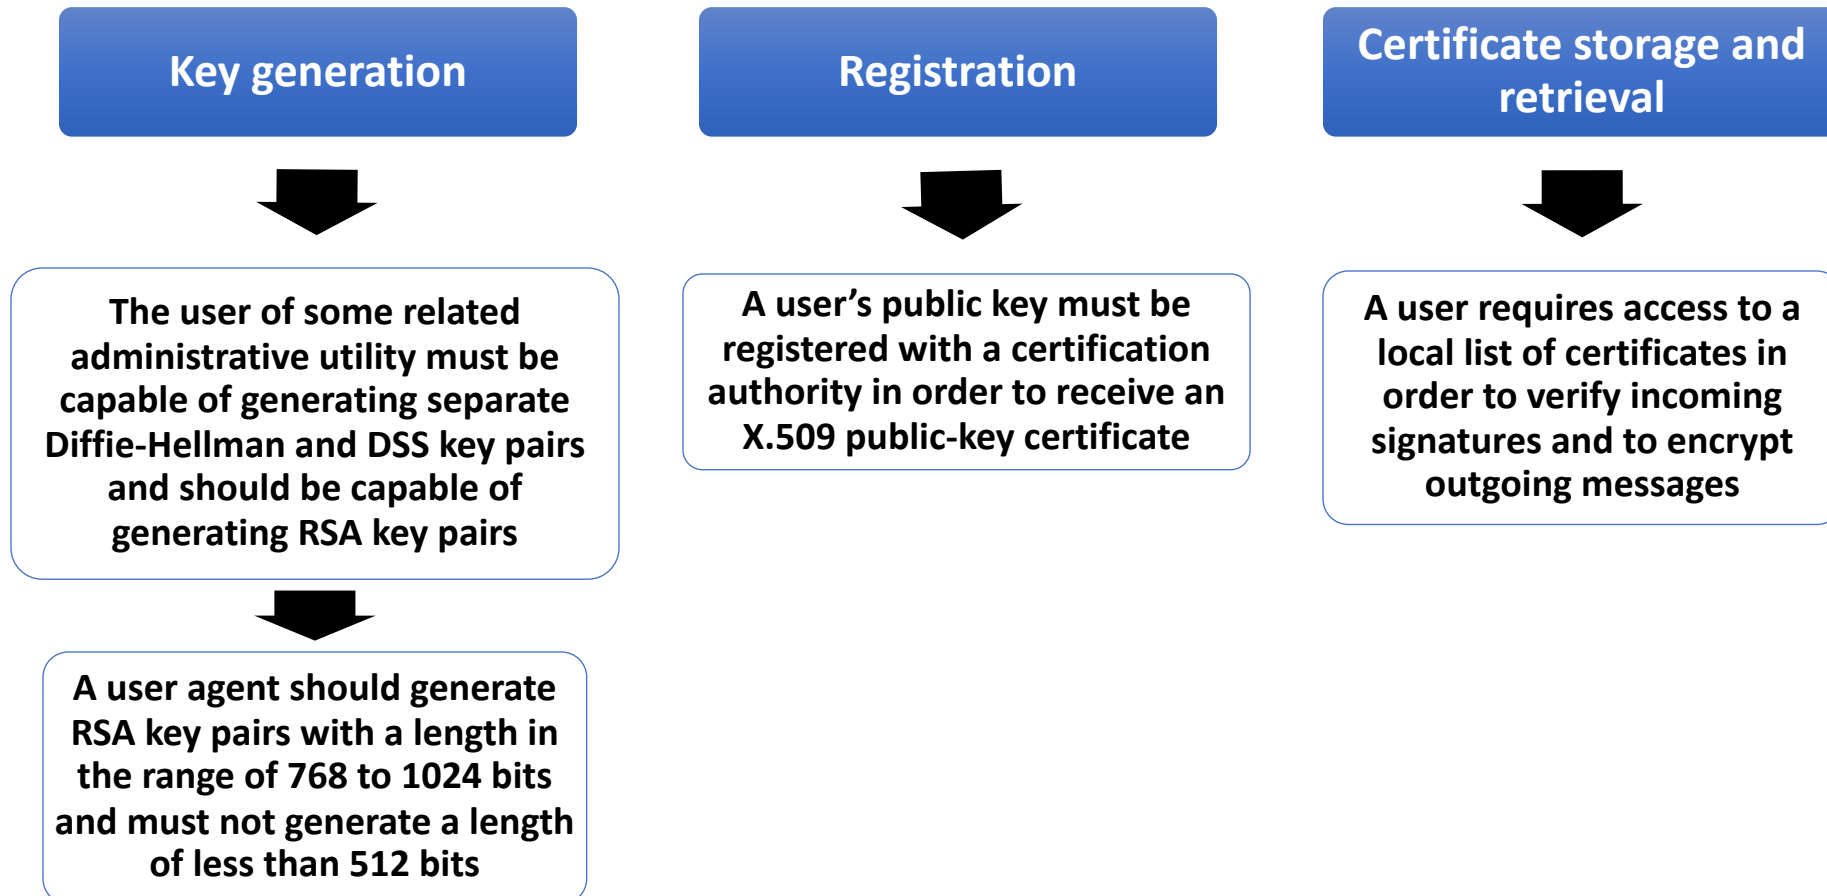 Key generation
The user of some related
administrative utility must be
capable of generating separate
Diffie-Hellman and DSS key pairs
and should be capable of
generating RSA key pairs
A user agent should generate
RSA key pairs with a length in
the range of 768 to 1024 bits
and must not generate a length
of less than 512 bits
Registration
A user’s public key must be
registered with a certification
authority in order to receive an
X.509 public-key certificate
Certificate storage and
retrieval
A user requires access to a
local list of certificates in
order to verify incoming
signatures and to encrypt
outgoing messages